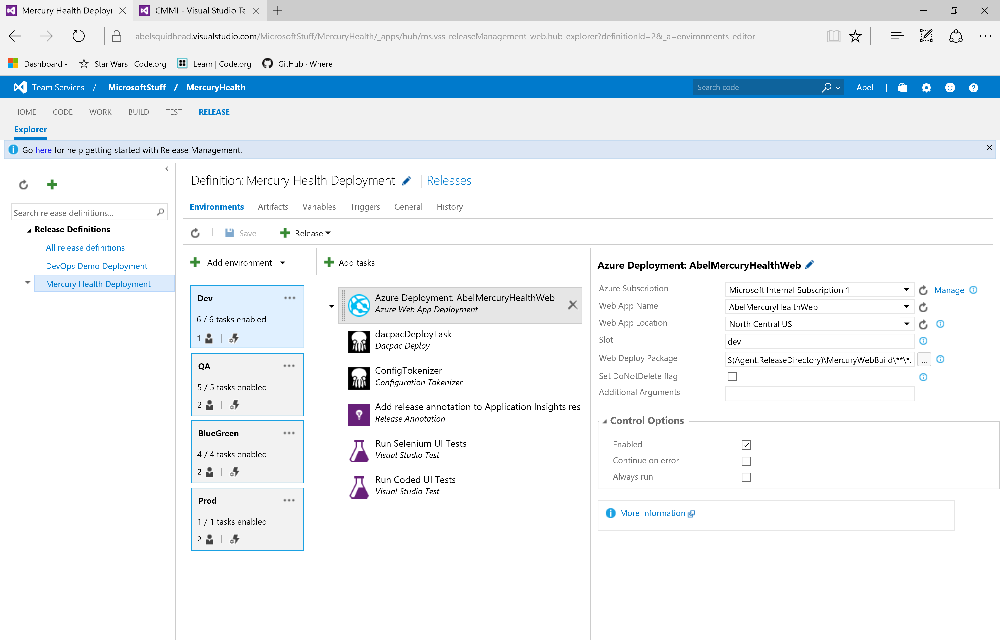 Mercury Health Deployr
CMMI - Visual Studio Te
abelsquidhead.visualstudio.com/MicrosoftStuff/MercuryHealth/_apps/hub/ms.vss-releaseManagement-web.hub-explorer?definitionId=2&_a=environments-editor
Dashboard -
Star Wars | Code.org
Learn | Code.org
GitHub · Where
Team Services / MicrosoftStuff / MercuryHealth
Search code
Abel |
HOME CODE WORK BUILD TEST RELEASE
Explorer
Go here for help getting started with Release Management.
Search release definitions...
Release Definitions
All release definitions
DevOps Demo Deployment
Mercury Health Deployment
Definition: Mercury Health Deployment | Releases
Environments Artifacts Variables Triggers General History
Save
Release
Add environment
Dev
6 / 6 tasks enabled
1
QA
5 / 5 tasks enabled
2
BlueGreen
4 / 4 tasks enabled
2
Prod
1 / 1 tasks enabled
2
Add tasks
Azure Deployment: AbelMercuryHealthWeb
Azure Web App Deployment
dacpacDeployTask
Dacpac Deploy
ConfigTokenizer
Configuration Tokenizer
Add release annotation to Application Insights res
Release Annotation
Run Selenium UI Tests
Visual Studio Test
Run Coded UI Tests
Visual Studio Test
Azure Deployment: AbelMercuryHealthWeb
Azure Subscription Microsoft Internal Subscription 1 Manage
Web App Name AbelMercuryHealthWeb
Web App Location North Central US
Slot dev
Web Deploy Package $(Agent.ReleaseDirectory)\MercuryWebBuild\**\*. ...
Set DoNotDelete flag
Additional Arguments
Control Options
Enabled
Continue on error
Always run
More Information